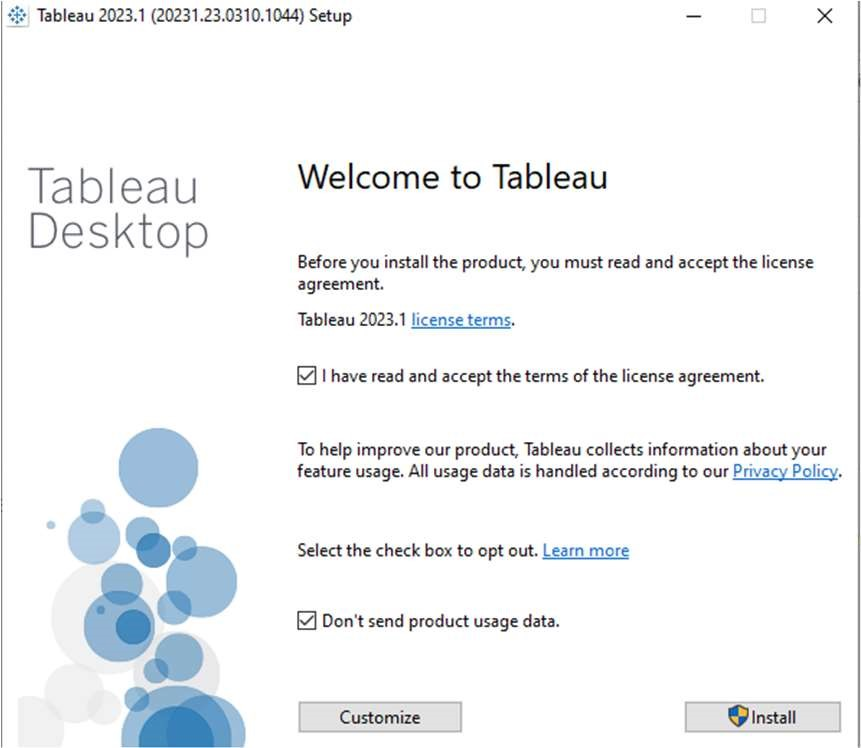 Tableau 2023.1 (20231.23.0310.1044) Setup
Tableau
Desktop
Welcome to Tableau
Before you install the product, you must read and accept the license
agreement.
Tableau 2023.1 license terms.
I have read and accept the terms of the license agreement.
To help improve our product, Tableau collects information about your
feature usage. All usage data is handled according to our Privacy Policy.
Select the check box to opt out. Learn more
Don't send product usage data.
Customize
Install